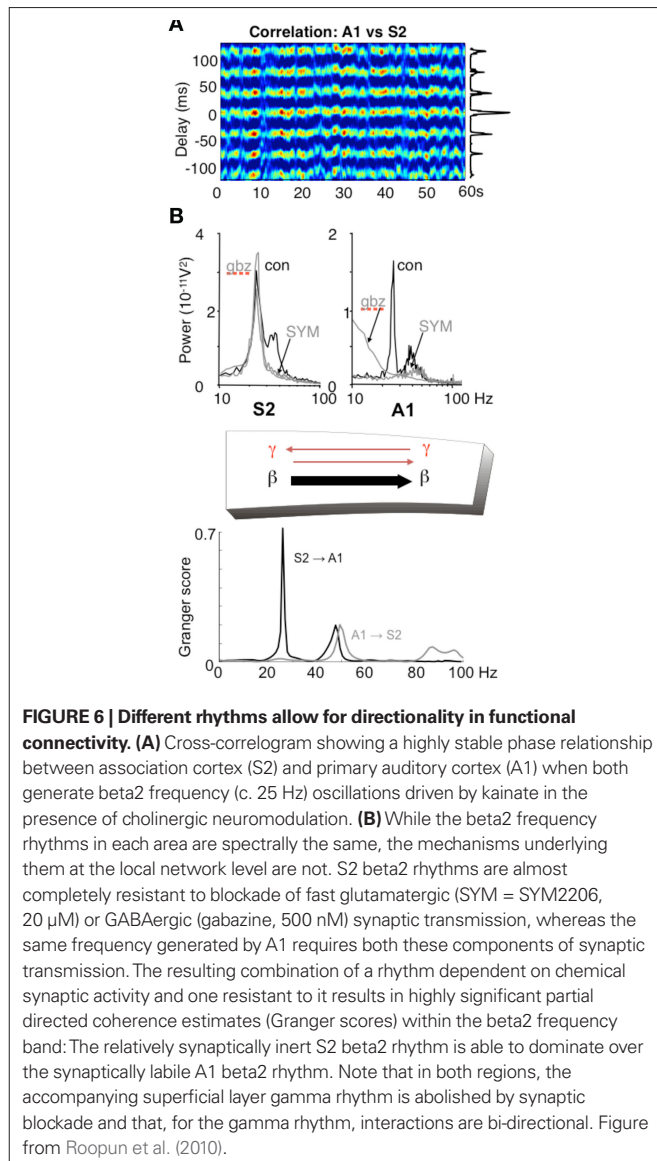 A
Correlation: A1 vs S2
Delay (ms)
100
50
0
-50
-100
0 10 20 30 40 50 60s
B
Power (10⁻¹¹V²)
4
2
0
gbz
con
SYM
10 100
S2
2
1
0
gbz
con
SYM
10 100 Hz
A1
γ γ
β β
Granger score
0.7
0
S2 → A1
A1 → S2
0 20 40 60 80 100 Hz
FIGURE 6 | Different rhythms allow for directionality in functional
connectivity. (A) Cross-correlogram showing a highly stable phase relationship
between association cortex (S2) and primary auditory cortex (A1) when both
generate beta2 frequency (c. 25 Hz) oscillations driven by kainate in the
presence of cholinergic neuromodulation. (B) While the beta2 frequency
rhythms in each area are spectrally the same, the mechanisms underlying
them at the local network level are not. S2 beta2 rhythms are almost
completely resistant to blockade of fast glutamatergic (SYM = SYM2206,
20 μM) or GABAergic (gabazine, 500 nM) synaptic transmission, whereas the
same frequency generated by A1 requires both these components of synaptic
transmission. The resulting combination of a rhythm dependent on chemical
synaptic activity and one resistant to it results in highly significant partial
directed coherence estimates (Granger scores) within the beta2 frequency
band: The relatively synaptically inert S2 beta2 rhythm is able to dominate over
the synaptically labile A1 beta2 rhythm. Note that in both regions, the
accompanying superficial layer gamma rhythm is abolished by synaptic
blockade and that, for the gamma rhythm, interactions are bi-directional. Figure
from Roopun et al. (2010).